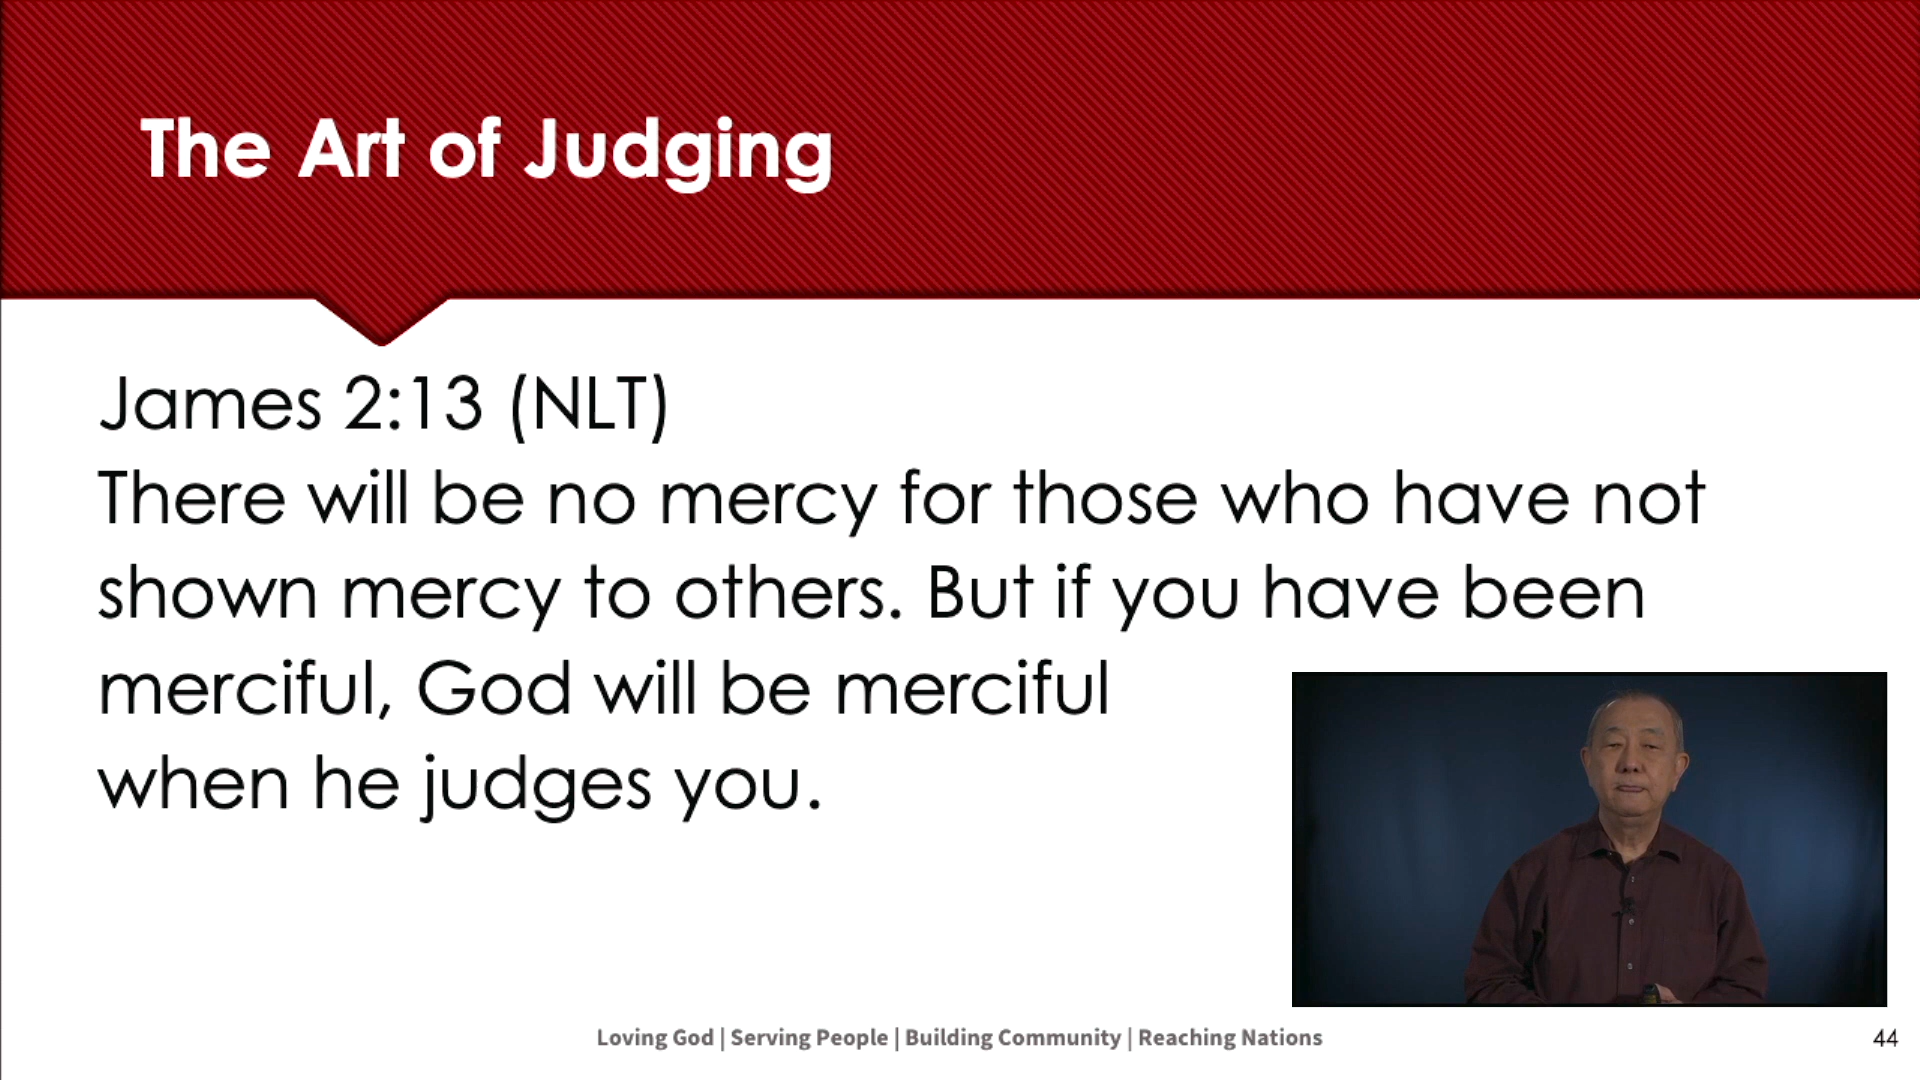 The Art of Judging
James 2:13 (NLT)
There will be no mercy for those who have not
shown mercy to others. But if you have been
merciful, God will be merciful
when he judges you.
Loving God | Serving People | Building Community | Reaching Nations
44